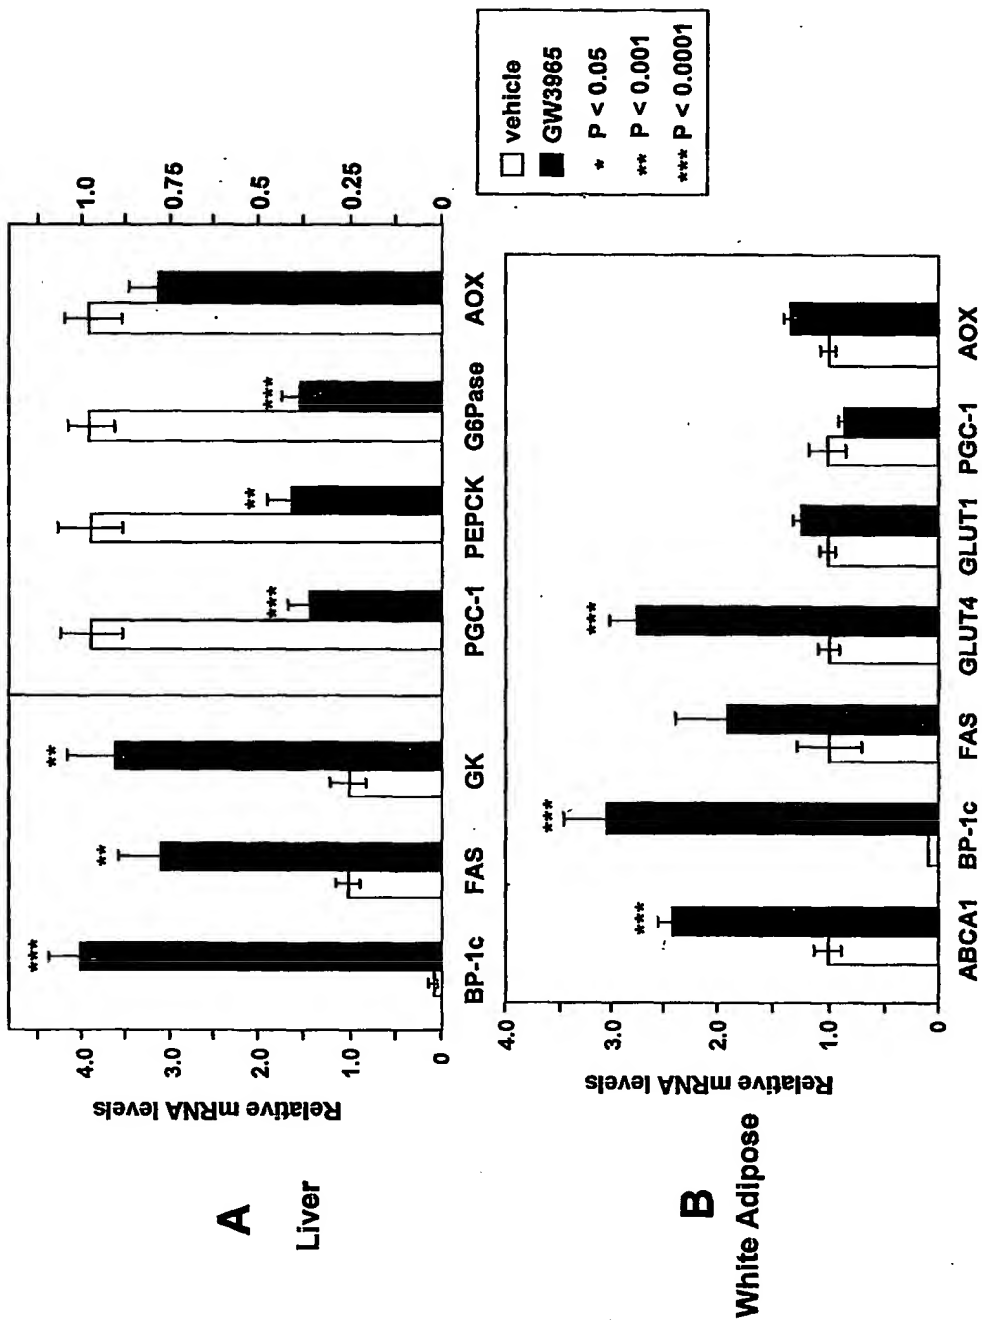 A
Liver
Relative mRNA levels
4.0
3.0
2.0
1.0
0
1.0
0.75
0.5
0.25
0
***
**
**
***
**
***
BP-1c FAS GK PGC-1 PEPCK G6Pase AOX
B
White Adipose
Relative mRNA levels
4.0
3.0
2.0
1.0
0
***
***
***
ABCA1 BP-1c FAS GLUT4 GLUT1 PGC-1 AOX
vehicle
GW3965
* P < 0.05
** P < 0.001
*** P < 0.0001